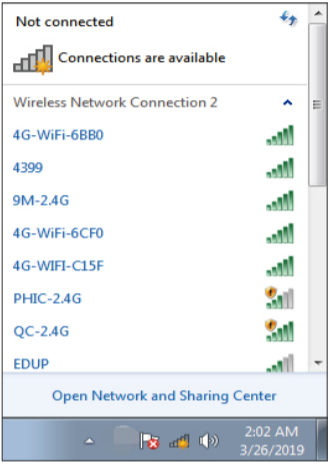 Not connected
Connections are available
Wireless Network Connection 2
4G-WiFi-6BB0
4399
9M-2.4G
4G-WiFi-6CF0
4G-WIFI-C15F
PHIC-2.4G
QC-2.4G
EDUP
Open Network and Sharing Center
2:02 AM
3/26/2019